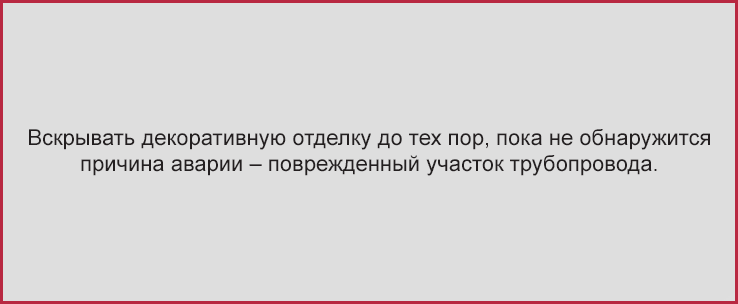 Вскрывать декоративную отделку до тех пор, пока не обнаружится
причина аварии – поврежденный участок трубопровода.